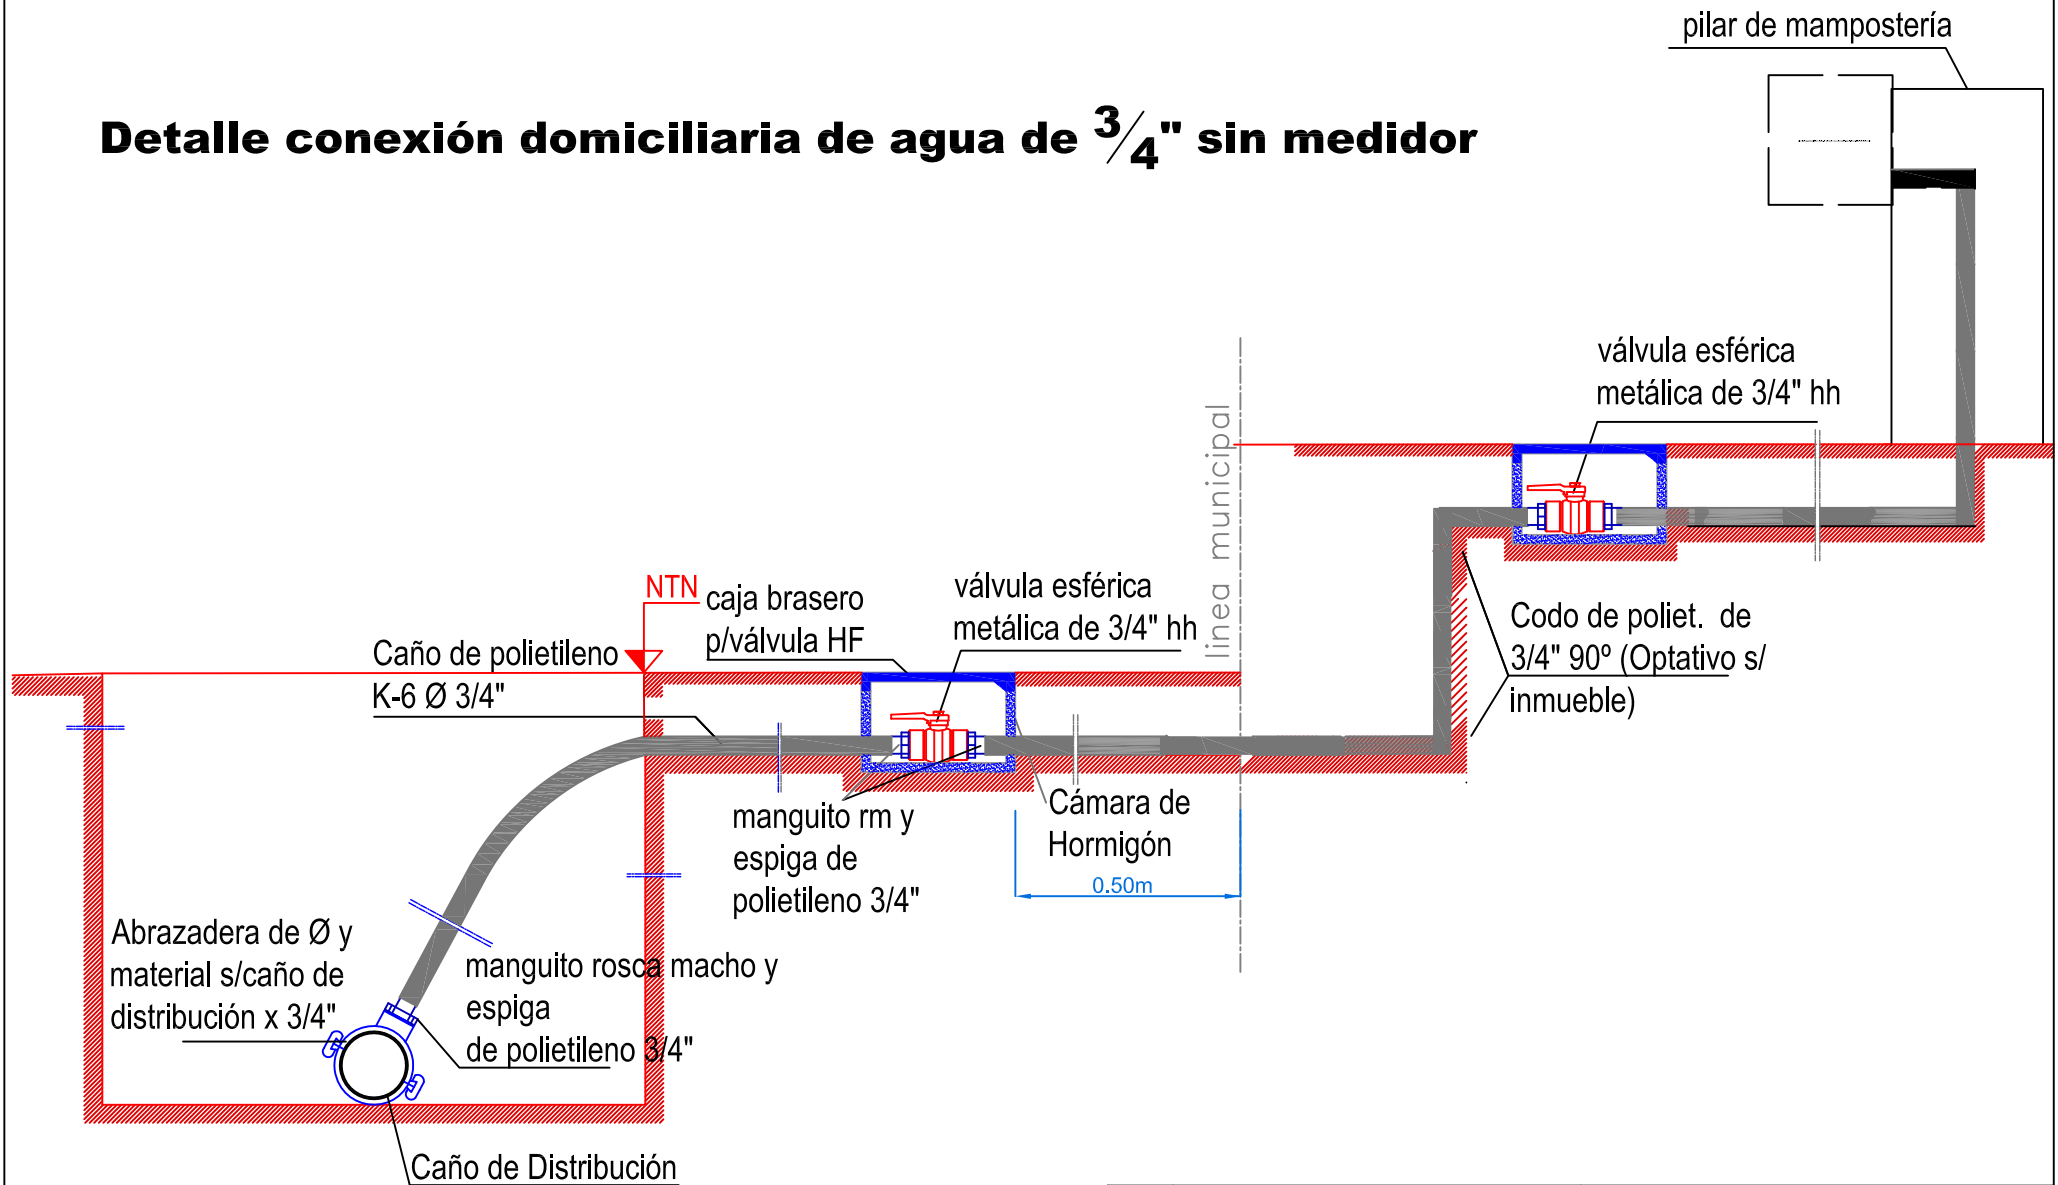 pilar de mampostería
Detalle conexión domiciliaria de agua de 3/4" sin medidor
válvula esférica
metálica de 3/4" hh
linea municipal
NTN
caja brasero
p/válvula HF
válvula esférica
metálica de 3/4" hh
Caño de polietileno
K-6 Ø 3/4"
Codo de poliet. de
3/4" 90º (Optativo s/
inmueble)
manguito rm y
espiga de
polietileno 3/4"
Cámara de
Hormigón
0.50m
Abrazadera de Ø y
material s/caño de
distribución x 3/4"
manguito rosca macho y
espiga
de polietileno 3/4"
Caño de Distribución